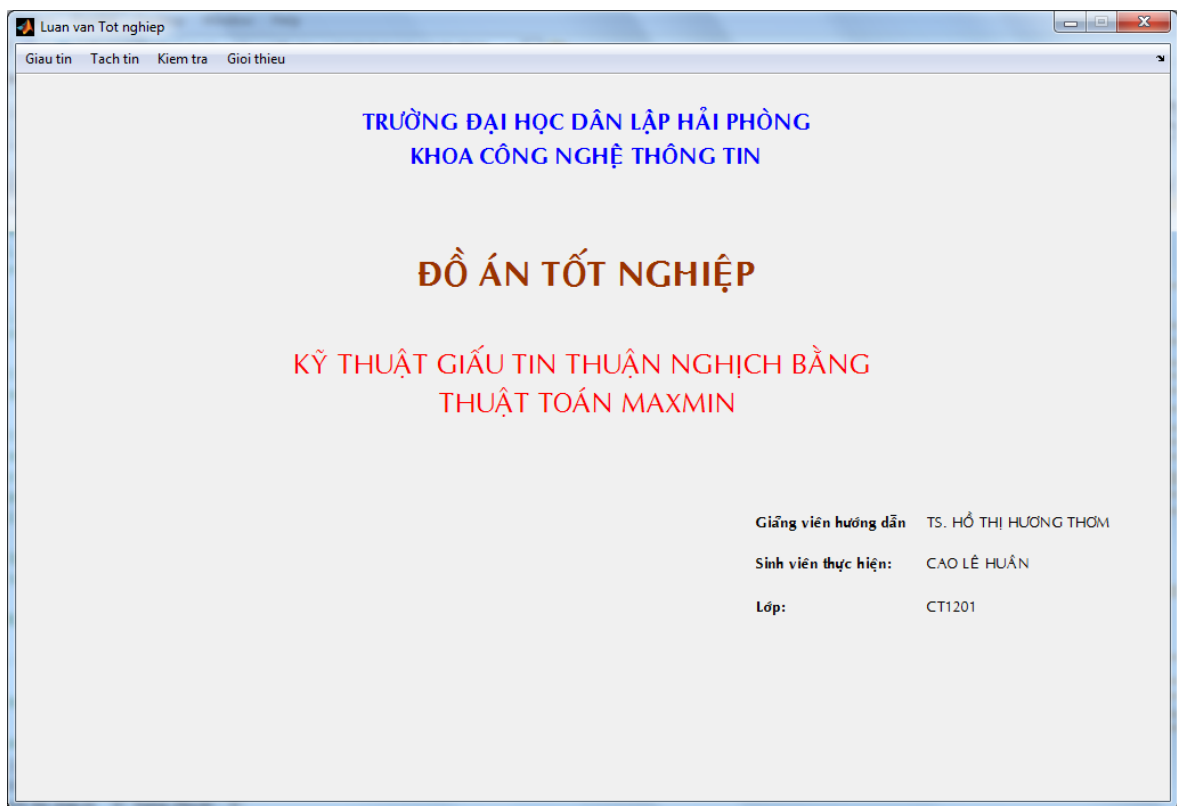 Luan van Tot nghiep
Giau tin Tach tin Kiem tra Gioi thieu
TRƯỜNG ĐẠI HỌC DÂN LẬP HẢI PHÒNG
KHOA CÔNG NGHỆ THÔNG TIN
ĐỒ ÁN TỐT NGHIỆP
KỸ THUẬT GIẤU TIN THUẬN NGHỊCH BẰNG
THUẬT TOÁN MAXMIN
Giảng viên hướng dẫn TS. HỒ THỊ HƯƠNG THƠM
Sinh viên thực hiện: CAO LÊ HUÂN
Lớp: CT1201